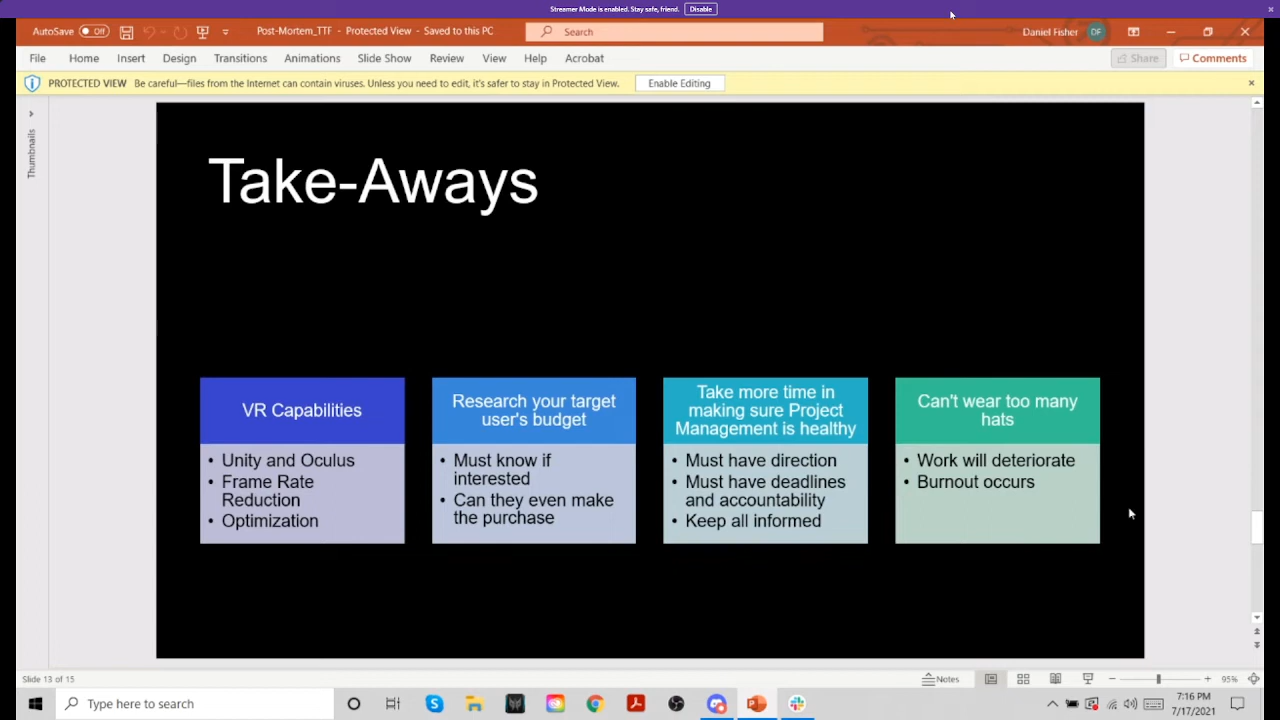 Streamer Mode is enabled. Stay safe, friend. Disable
AutoSave Off Post-Mortem_TTF - Protected View - Saved to this PC Search Daniel Fisher DF
File Home Insert Design Transitions Animations Slide Show Review View Help Acrobat Share Comments
PROTECTED VIEW Be careful—files from the Internet can contain viruses. Unless you need to edit, it's safer to stay in Protected View. Enable Editing
Thumbnails
Take-Aways
VR Capabilities
• Unity and Oculus
• Frame Rate
Reduction
• Optimization
Research your target
user's budget
• Must know if
interested
• Can they even make
the purchase
Take more time in
making sure Project
Management is healthy
• Must have direction
• Must have deadlines
and accountability
• Keep all informed
Can't wear too many
hats
• Work will deteriorate
• Burnout occurs
Slide 13 of 15 Notes 95%
Type here to search 7:16 PM
7/17/2021